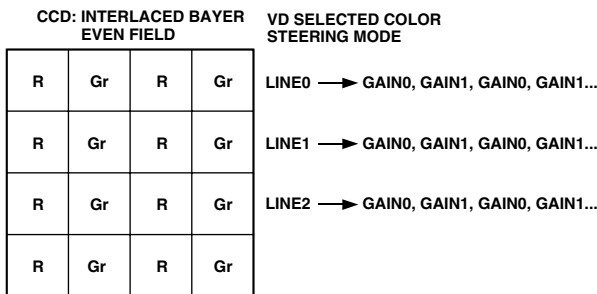 CCD: INTERLACED BAYER
EVEN FIELD
VD SELECTED COLOR
STEERING MODE
R Gr R Gr
LINE0 GAIN0, GAIN1, GAIN0, GAIN1...
R Gr R Gr
LINE1 GAIN0, GAIN1, GAIN0, GAIN1...
R Gr R Gr
LINE2 GAIN0, GAIN1, GAIN0, GAIN1...
R Gr R Gr